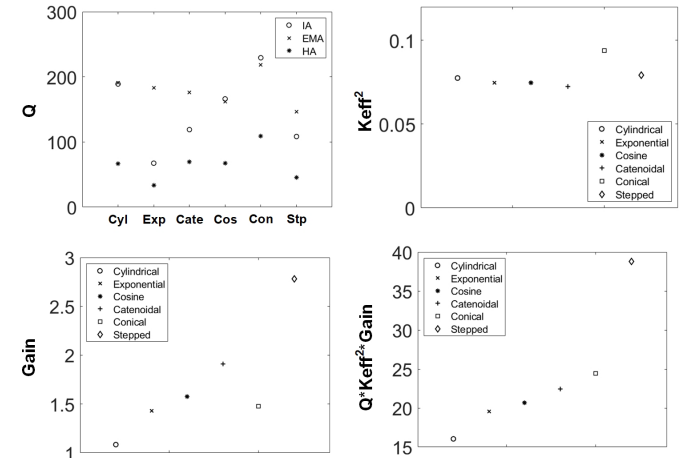 300
200
100
0
Q
IA
EMA
HA
Cyl Exp Cate Cos Con Stp
0.1
0.05
0
Keff²
Cylindrical
Exponential
Cosine
Catenoidal
Conical
Stepped
3
2.5
2
1.5
1
Gain
Cylindrical
Exponential
Cosine
Catenoidal
Conical
Stepped
40
35
30
25
20
15
Q*Keff²*Gain
Cylindrical
Exponential
Cosine
Catenoidal
Conical
Stepped